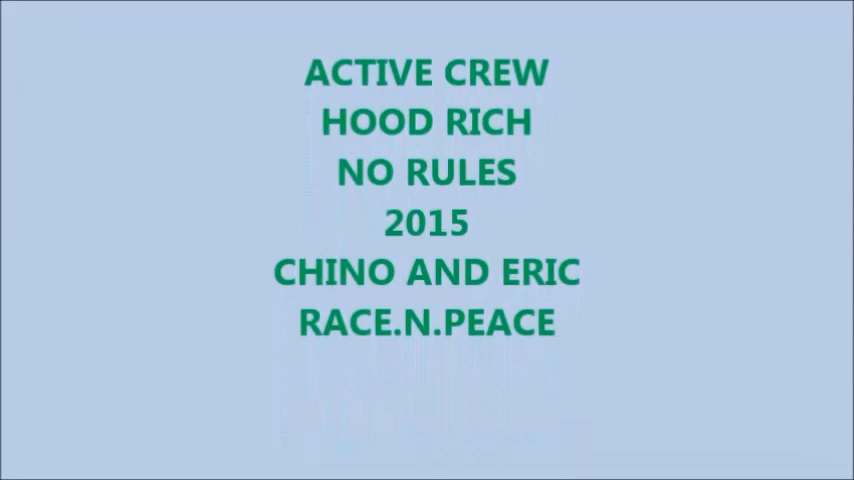 ACTIVE CREW
HOOD RICH
NO RULES
2015
CHINO AND ERIC
RACE.N.PEACE